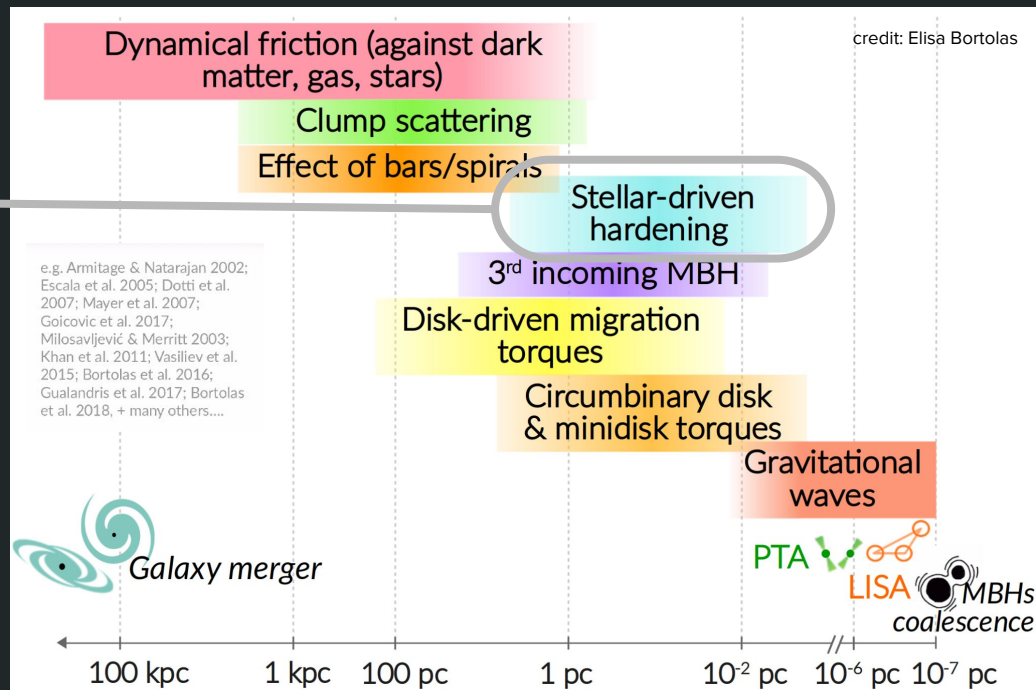 credit: Elisa Bortolas
Dynamical friction (against dark
matter, gas, stars)
Clump scattering
Effect of bars/spirals
Stellar-driven
hardening
3rd incoming MBH
Disk-driven migration
torques
Circumbinary disk
& minidisk torques
Gravitational
waves
e.g. Armitage & Natarajan 2002;
Escala et al. 2005; Dotti et al.
2007; Mayer et al. 2007;
Goicovic et al. 2017;
Milosavljević & Merritt 2003;
Khan et al. 2011; Vasiliev et al.
2015; Bortolas et al. 2016;
Gualandris et al. 2017; Bortolas
et al. 2018, + many others....
Galaxy merger
PTA
LISA
MBHs
coalescence
100 kpc
1 kpc
100 pc
1 pc
10⁻² pc
10⁻⁶ pc
10⁻⁷ pc